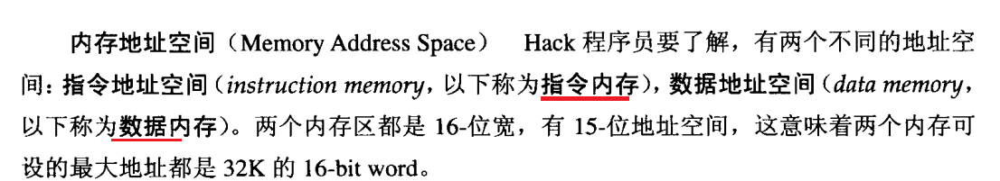 内存地址空间（Memory Address Space） Hack 程序员要了解，有两个不同的地址空
间：指令地址空间（instruction memory，以下称为指令内存），数据地址空间（data memory，
以下称为数据内存）。两个内存区都是 16-位宽，有 15-位地址空间，这意味着两个内存可
设的最大地址都是 32K 的 16-bit word。